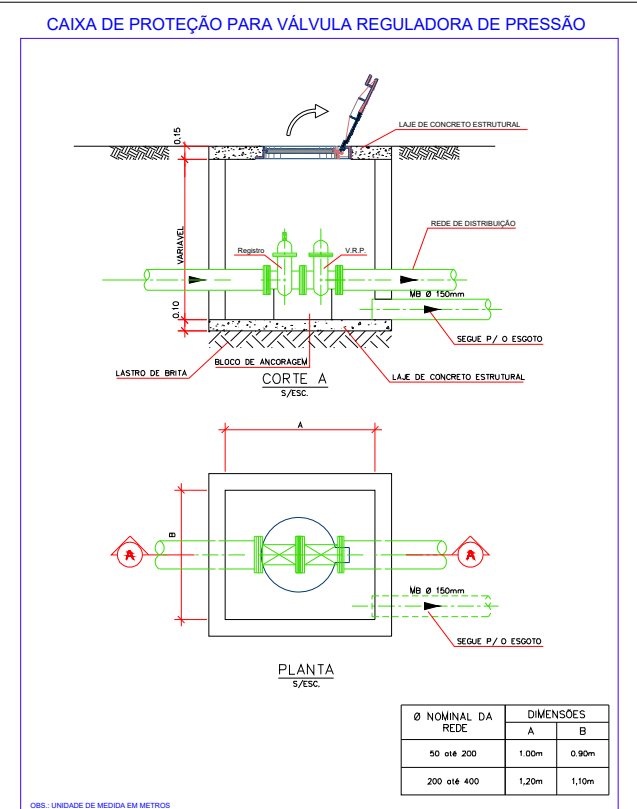 CAIXA DE PROTEÇÃO PARA VÁLVULA REGULADORA DE PRESSÃO
0.15
LAJE DE CONCRETO ESTRUTURAL
VARIAVEL
REDE DE DISTRIBUIÇÃO
Registro
V.R.P.
MB Ø 150mm
0.10
SEGUE P/ O ESGOTO
BLOCO DE ANCORAGEM
LASTRO DE BRITA
CORTE A
LAJE DE CONCRETO ESTRUTURAL
S/ESC.
A
B
A
A
MB Ø 150mm
SEGUE P/ O ESGOTO
PLANTA
S/ESC.
Ø NOMINAL DA REDE
DIMENSÕES
A B
50 até 200 1.00m 0.90m
200 até 400 1,20m 1,10m
OBS.: UNIDADE DE MEDIDA EM METROS